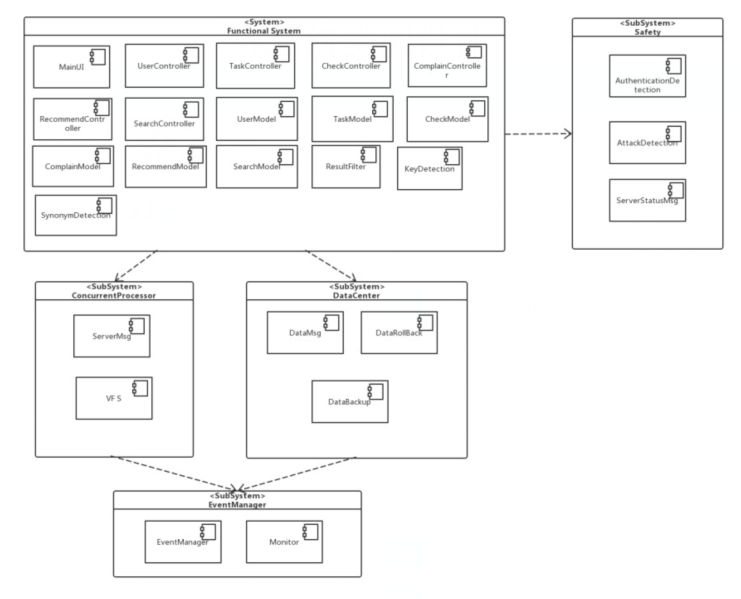 <System>
Functional System
MainUI
UserController
TaskController
CheckController
ComplainControlle
r
RecommendContr
oller
SearchController
UserModel
TaskModel
CheckModel
ComplainModel
RecommendModel
SearchModel
ResultFilter
KeyDetection
SynonymDetection
<SubSystem>
Safety
AuthenticationDe
tection
AttackDetection
ServerStatusMsg
<SubSystem>
ConcurrentProcessor
ServerMsg
VF S
<SubSystem>
DataCenter
DataMsg
DataRollBack
DataBackup
<SubSystem>
EventManager
EventManager
Monitor